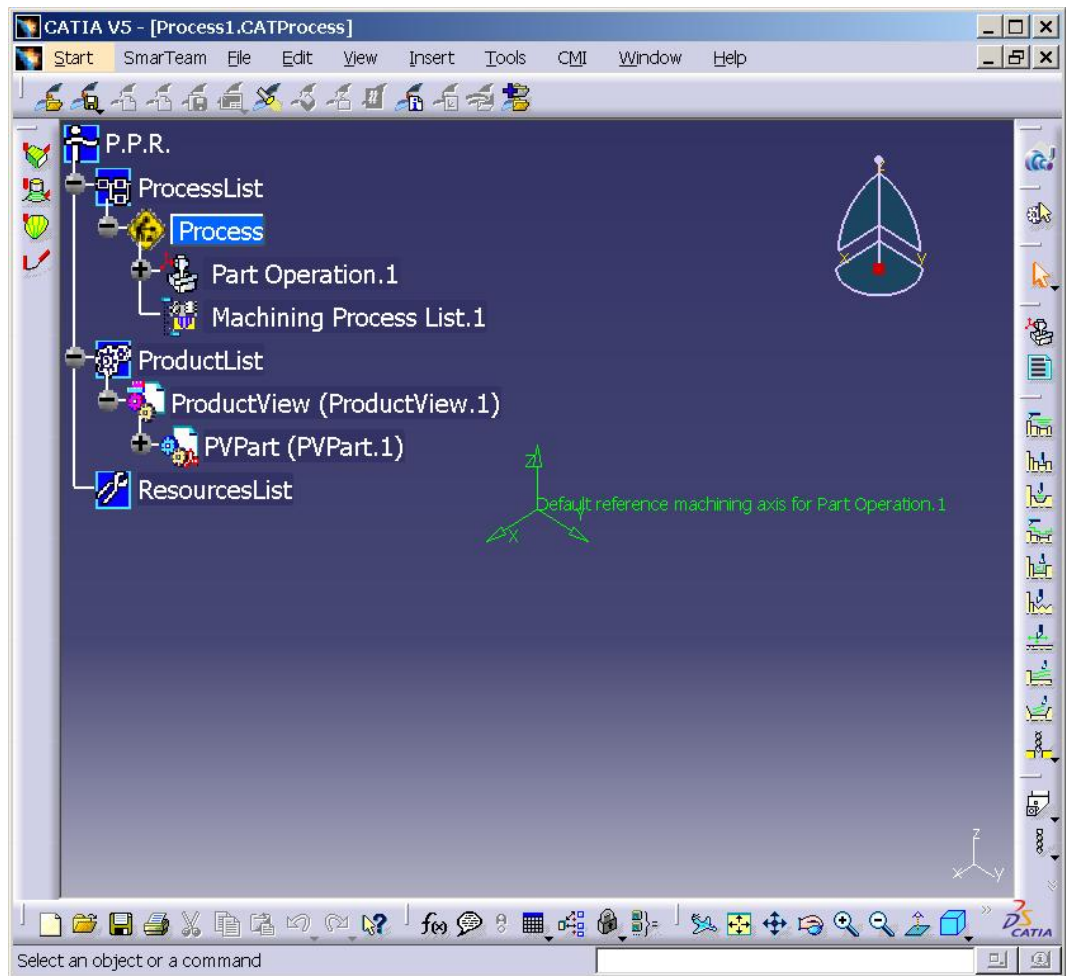 CATIA V5 - [Process1.CATProcess]
Start SmarTeam File Edit View Insert Tools CMI Window Help
P.P.R.
ProcessList
Process
Part Operation.1
Machining Process List.1
ProductList
ProductView (ProductView.1)
PVPart (PVPart.1)
ResourcesList
z
x y
Z
Default reference machining axis for Part Operation.1
X Y
z
x y
f(x)
CATIA
Select an object or a command